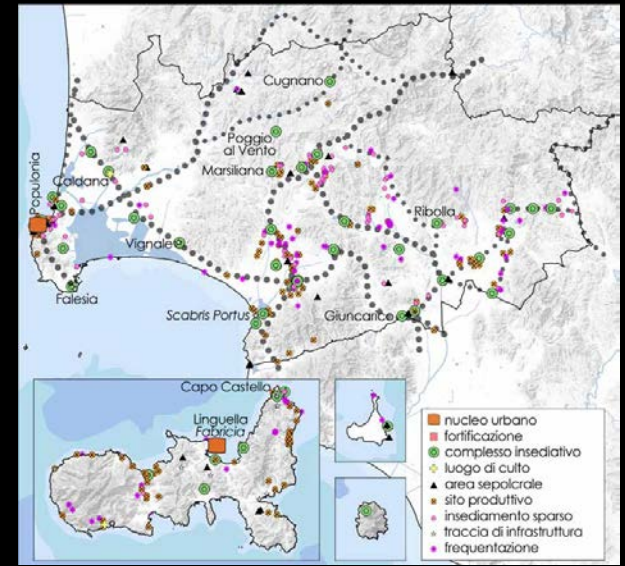 Cugnano
Poggio
al Vento
Marsiliana
Populonia
Caldana
Ribolla
Vignale
Falesia
Scabris Portus
Giuncarico
Capo Castella
Linguella
Fabricia
nucleo urbano
fortificazione
complesso insediativo
luogo di culto
area sepolcrale
sito produttivo
insediamento sparso
traccia di infrastruttura
frequentazione